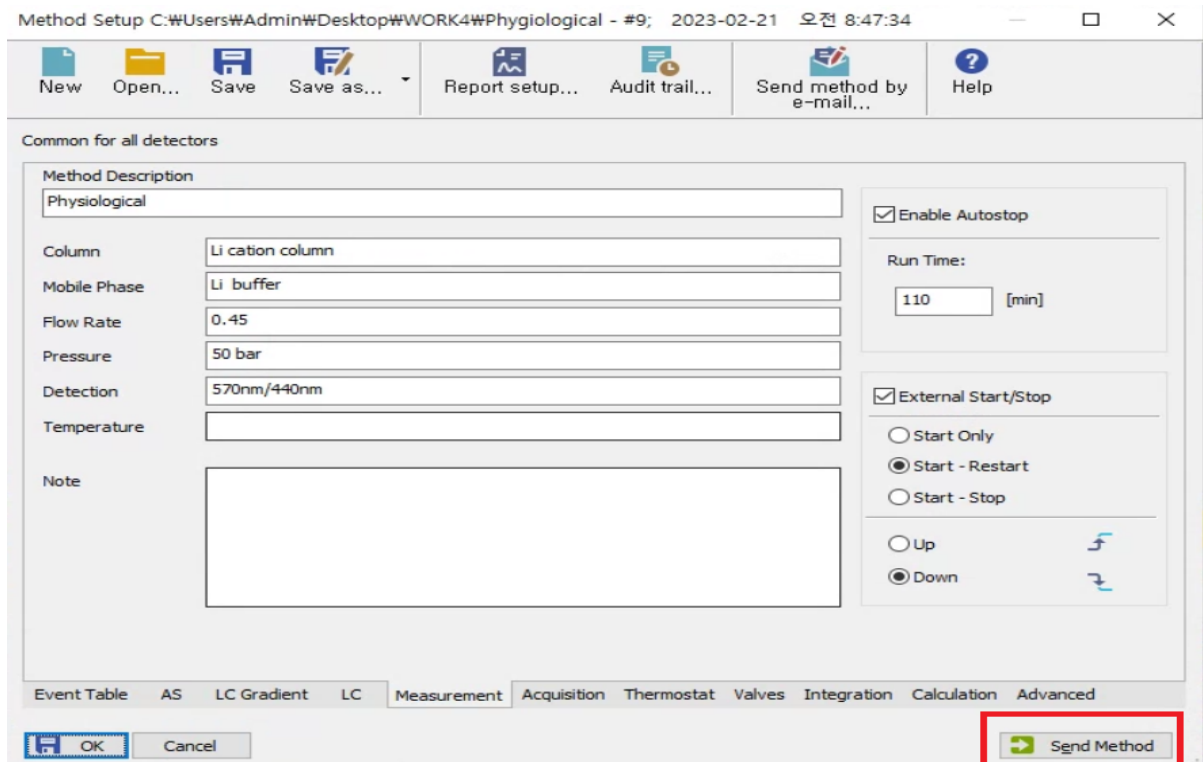 Method Setup C:₩Users₩Admin₩Desktop₩WORK4₩Phygiological - #9; 2023-02-21 오전 8:47:34
New Open... Save Save as... Report setup... Audit trail... Send method by e-mail... Help
Common for all detectors
Method Description
Physiological
Enable Autostop
Column Li cation column
Run Time:
Mobile Phase Li buffer
110 [min]
Flow Rate 0.45
Pressure 50 bar
Detection 570nm/440nm
External Start/Stop
Temperature
Start Only
Start - Restart
Note
Start - Stop
Up
Down
Event Table AS LC Gradient LC Measurement Acquisition Thermostat Valves Integration Calculation Advanced
OK Cancel Send Method